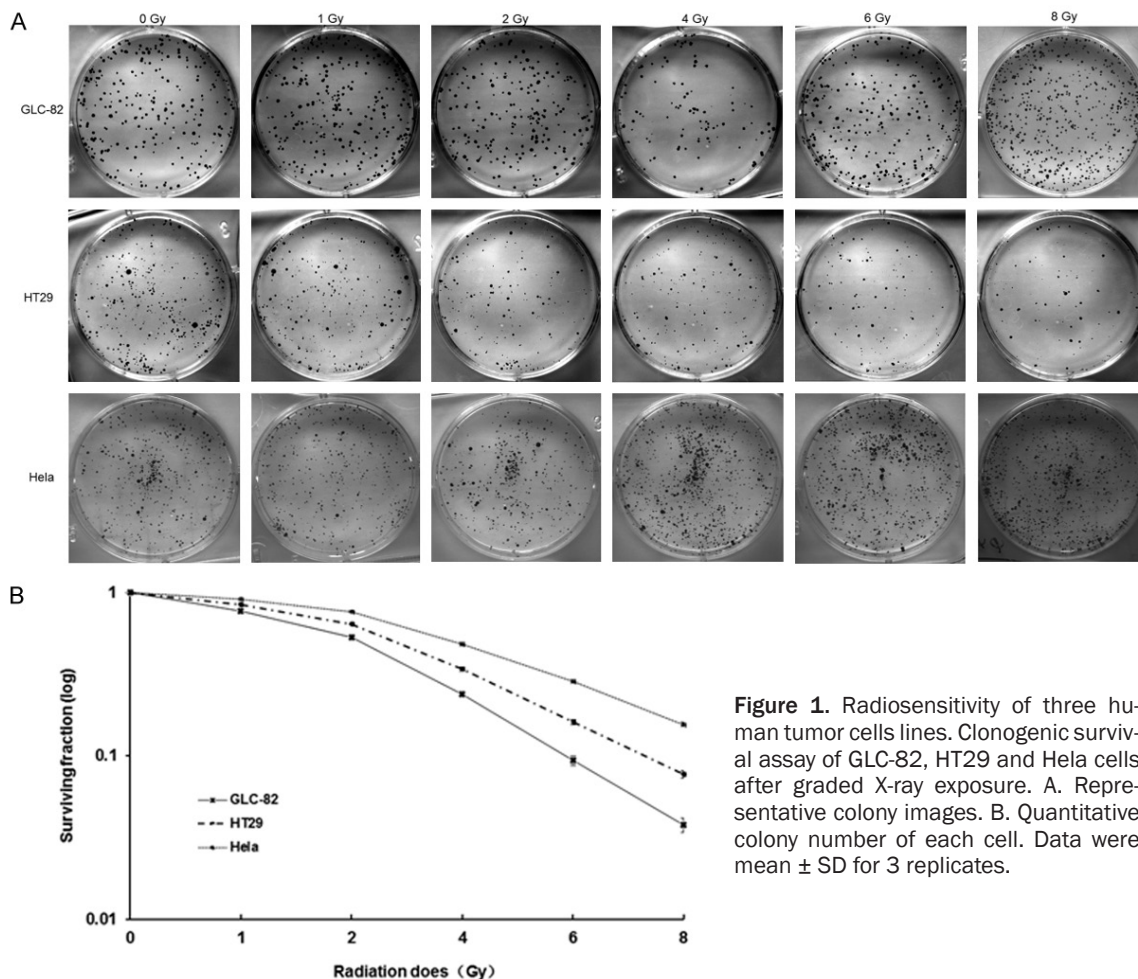 A
0 Gy 1 Gy 2 Gy 4 Gy 6 Gy 8 Gy
GLC-82
HT29
Hela
B
1
0.1
0.01
Surviving fraction (log)
GLC-82
HT29
Hela
0 1 2 4 6 8
Radiation does（Gy）
Figure 1. Radiosensitivity of three hu-
man tumor cells lines. Clonogenic surviv-
al assay of GLC-82, HT29 and Hela cells
after graded X-ray exposure. A. Repre-
sentative colony images. B. Quantitative
colony number of each cell. Data were
mean ± SD for 3 replicates.